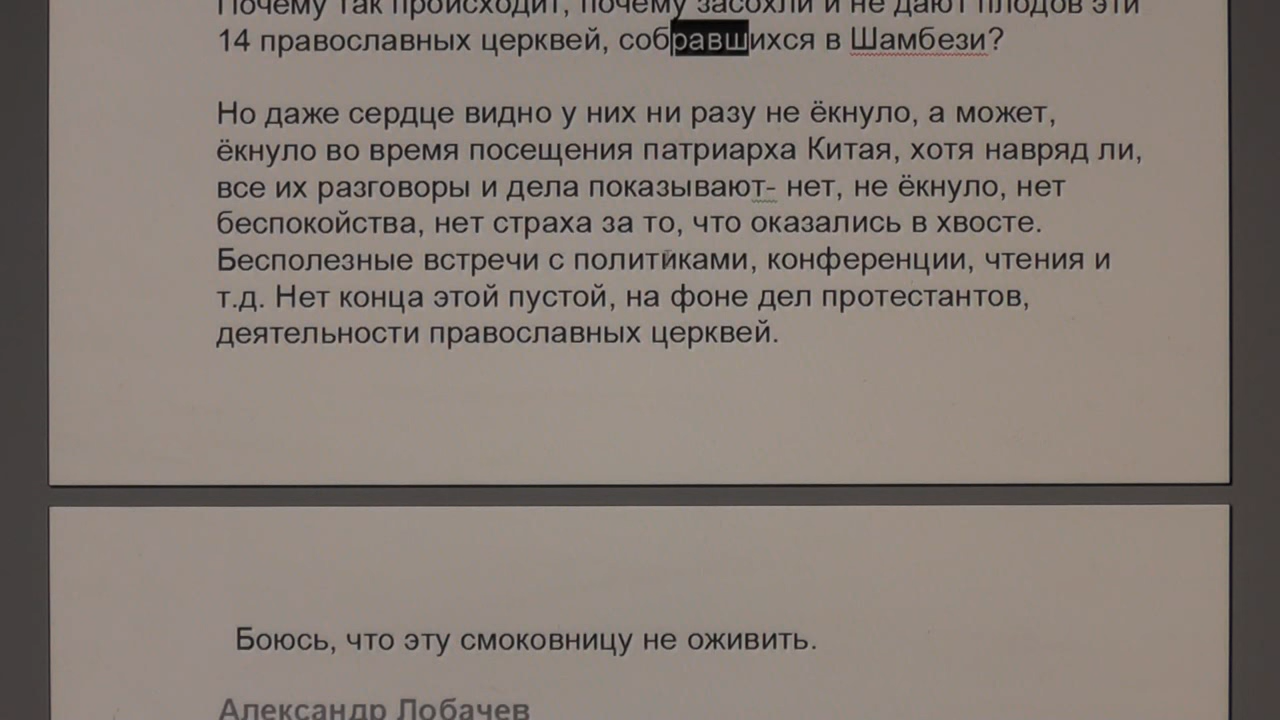 Почему так происходит, почему засохли и не дают плодов эти
14 православных церквей, собравшихся в Шамбези?
Но даже сердце видно у них ни разу не ёкнуло, а может,
ёкнуло во время посещения патриарха Китая, хотя навряд ли,
все их разговоры и дела показывают- нет, не ёкнуло, нет
беспокойства, нет страха за то, что оказались в хвосте.
Бесполезные встречи с политиками, конференции, чтения и
т.д. Нет конца этой пустой, на фоне дел протестантов,
деятельности православных церквей.
Боюсь, что эту смоковницу не оживить.
Александр Лобачев